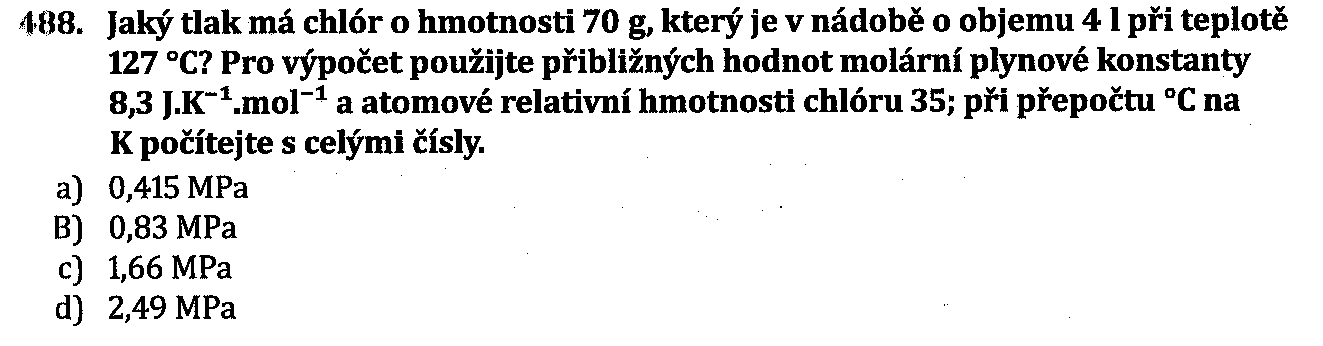 488. Jaký tlak má chlór o hmotnosti 70 g, který je v nádobě o objemu 4 l při teplotě
127 °C? Pro výpočet použijte přibližných hodnot molární plynové konstanty
8,3 J.K⁻¹.mol⁻¹ a atomové relativní hmotnosti chlóru 35; při přepočtu °C na
K počítejte s celými čísly.
a) 0,415 MPa
B) 0,83 MPa
c) 1,66 MPa
d) 2,49 MPa